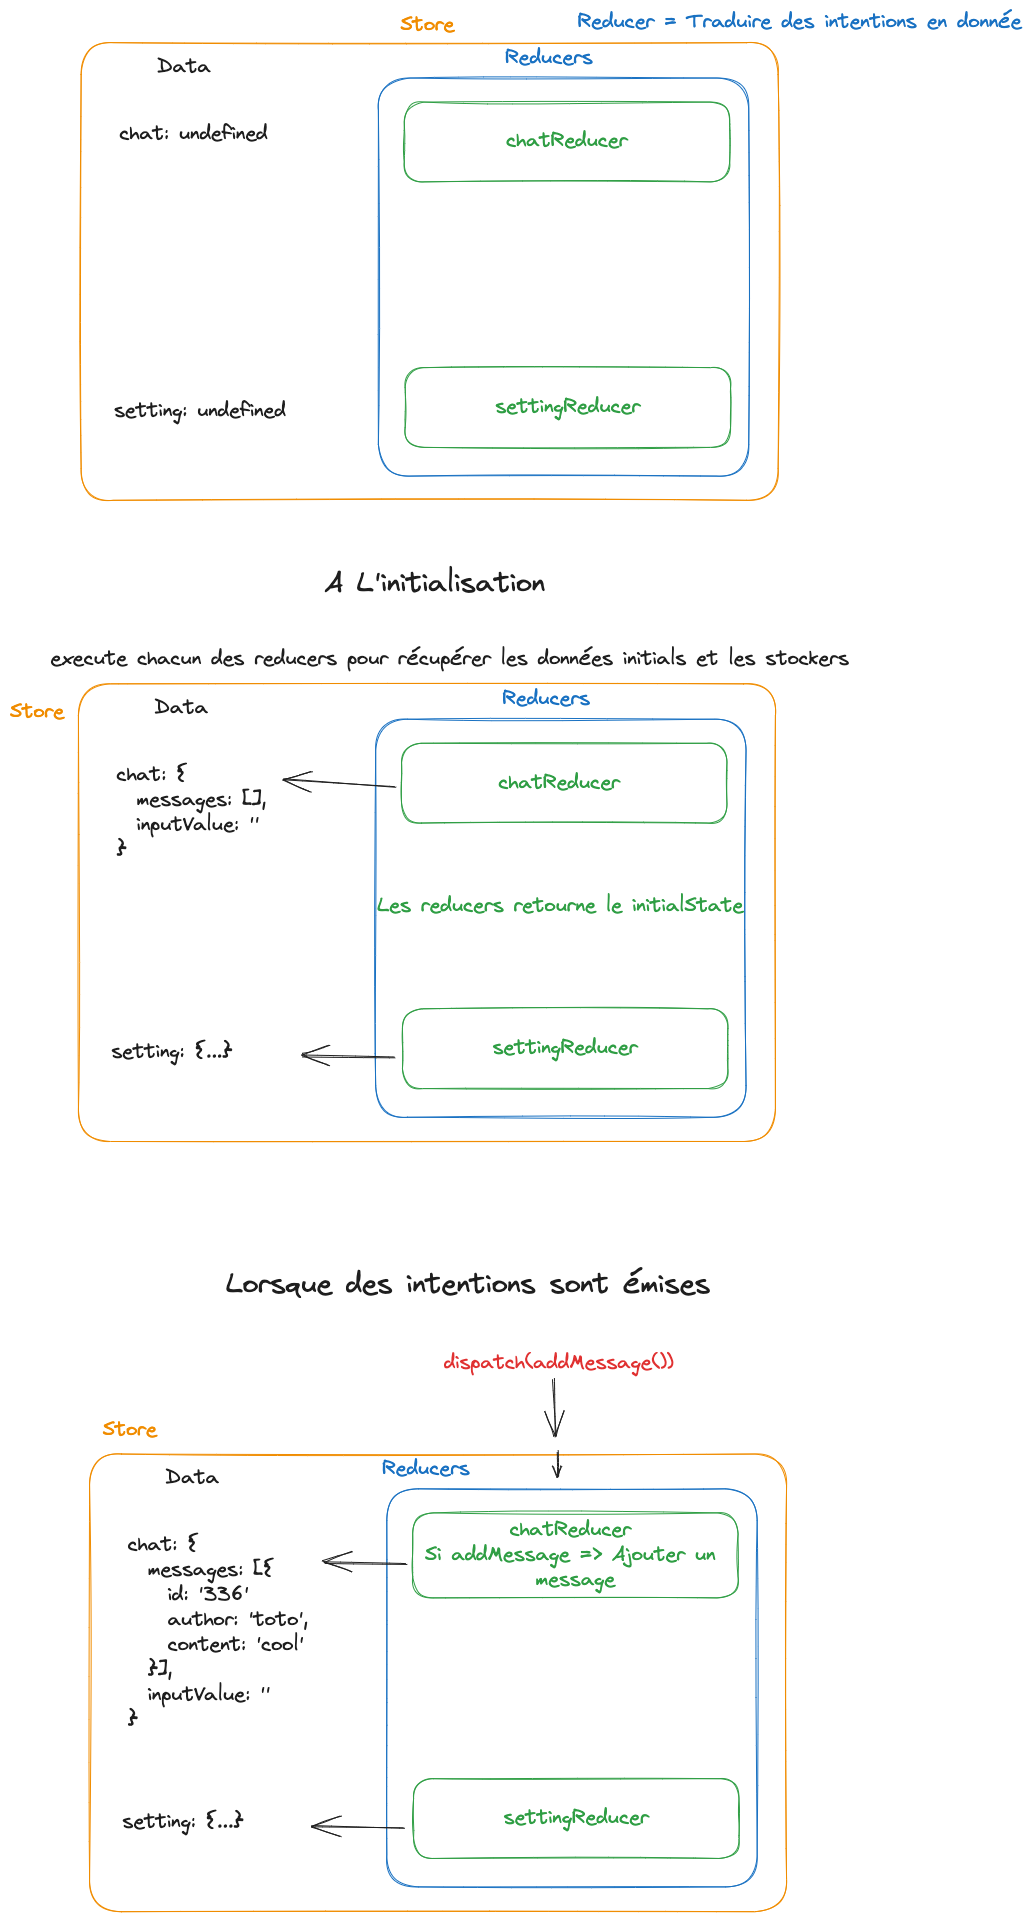 Store
Reducer = Traduire des intentions en donnée
Data
Reducers
chat: undefined
chatReducer
setting: undefined
settingReducer
A L'initialisation
execute chacun des reducers pour récupérer les données initials et les stockers
Store
Data
Reducers
chat: {
messages: [],
inputValue: ''
}
chatReducer
Les reducers retourne le initialState
setting: {...}
settingReducer
Lorsque des intentions sont émises
dispatch(addMessage())
Store
Data
Reducers
chatReducer
Si addMessage => Ajouter un
message
chat: {
messages: [{
id: '336'
author: 'toto',
content: 'cool'
}],
inputValue: ''
}
setting: {...}
settingReducer